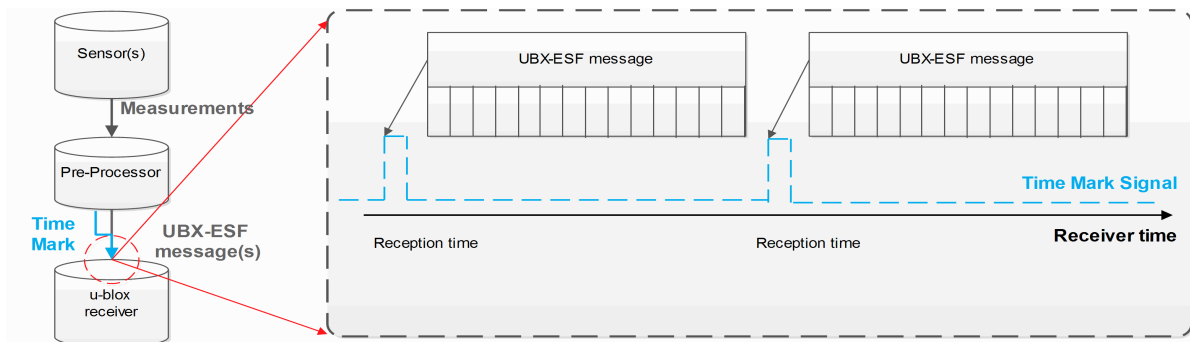 Sensor(s)
Measurements
Pre-Processor
Time
Mark
UBX-ESF
message(s)
u-blox
receiver
UBX-ESF message
UBX-ESF message
Time Mark Signal
Reception time
Reception time
Receiver time